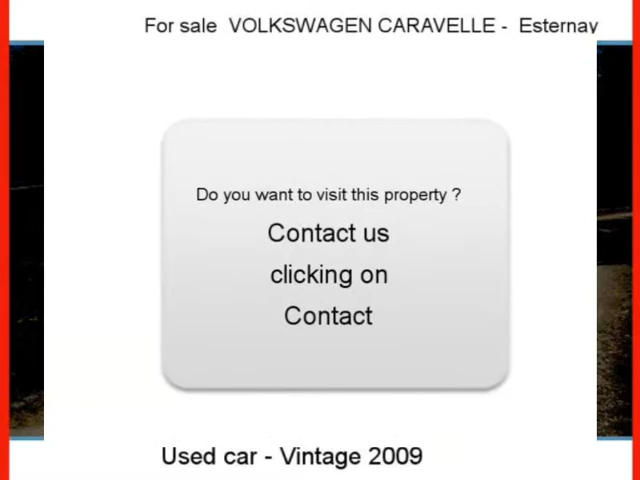 For sale VOLKSWAGEN CARAVELLE - Esternay
Do you want to visit this property ?
Contact us
clicking on
Contact
Used car - Vintage 2009